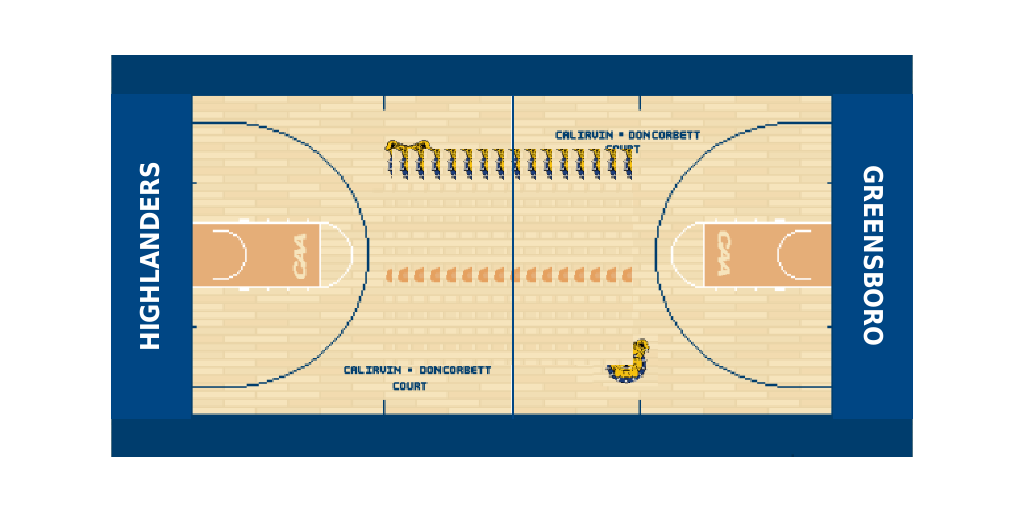 CAL IRVIN • DON CORBETT
COURT
HIGHLANDERS
GREENSBORO
CAA
CAA
CAL IRVIN • DON CORBETT
COURT